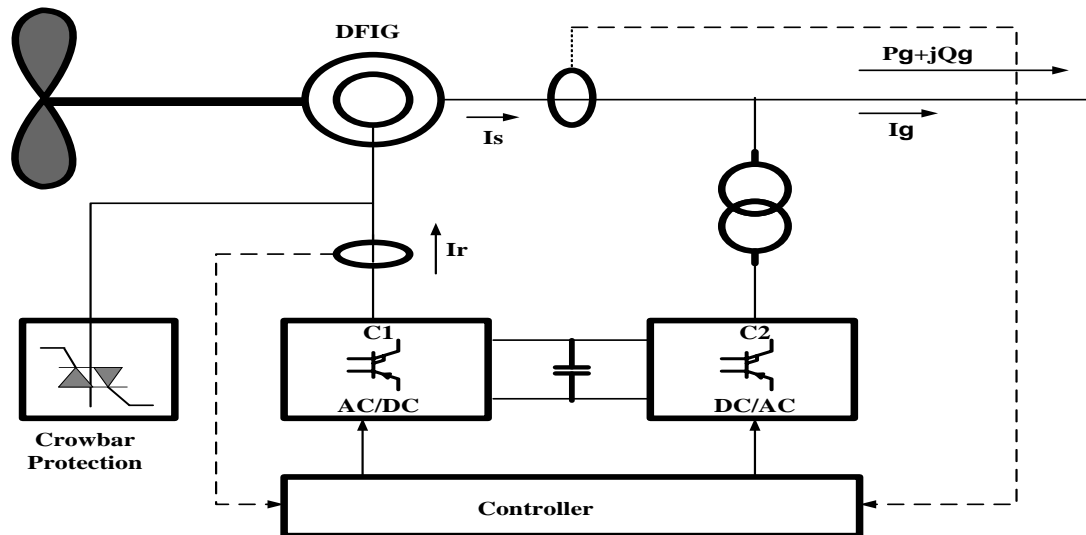 DFIG
Pg+jQg
Is
Ig
Ir
C1
AC/DC
C2
DC/AC
Crowbar
Protection
Controller